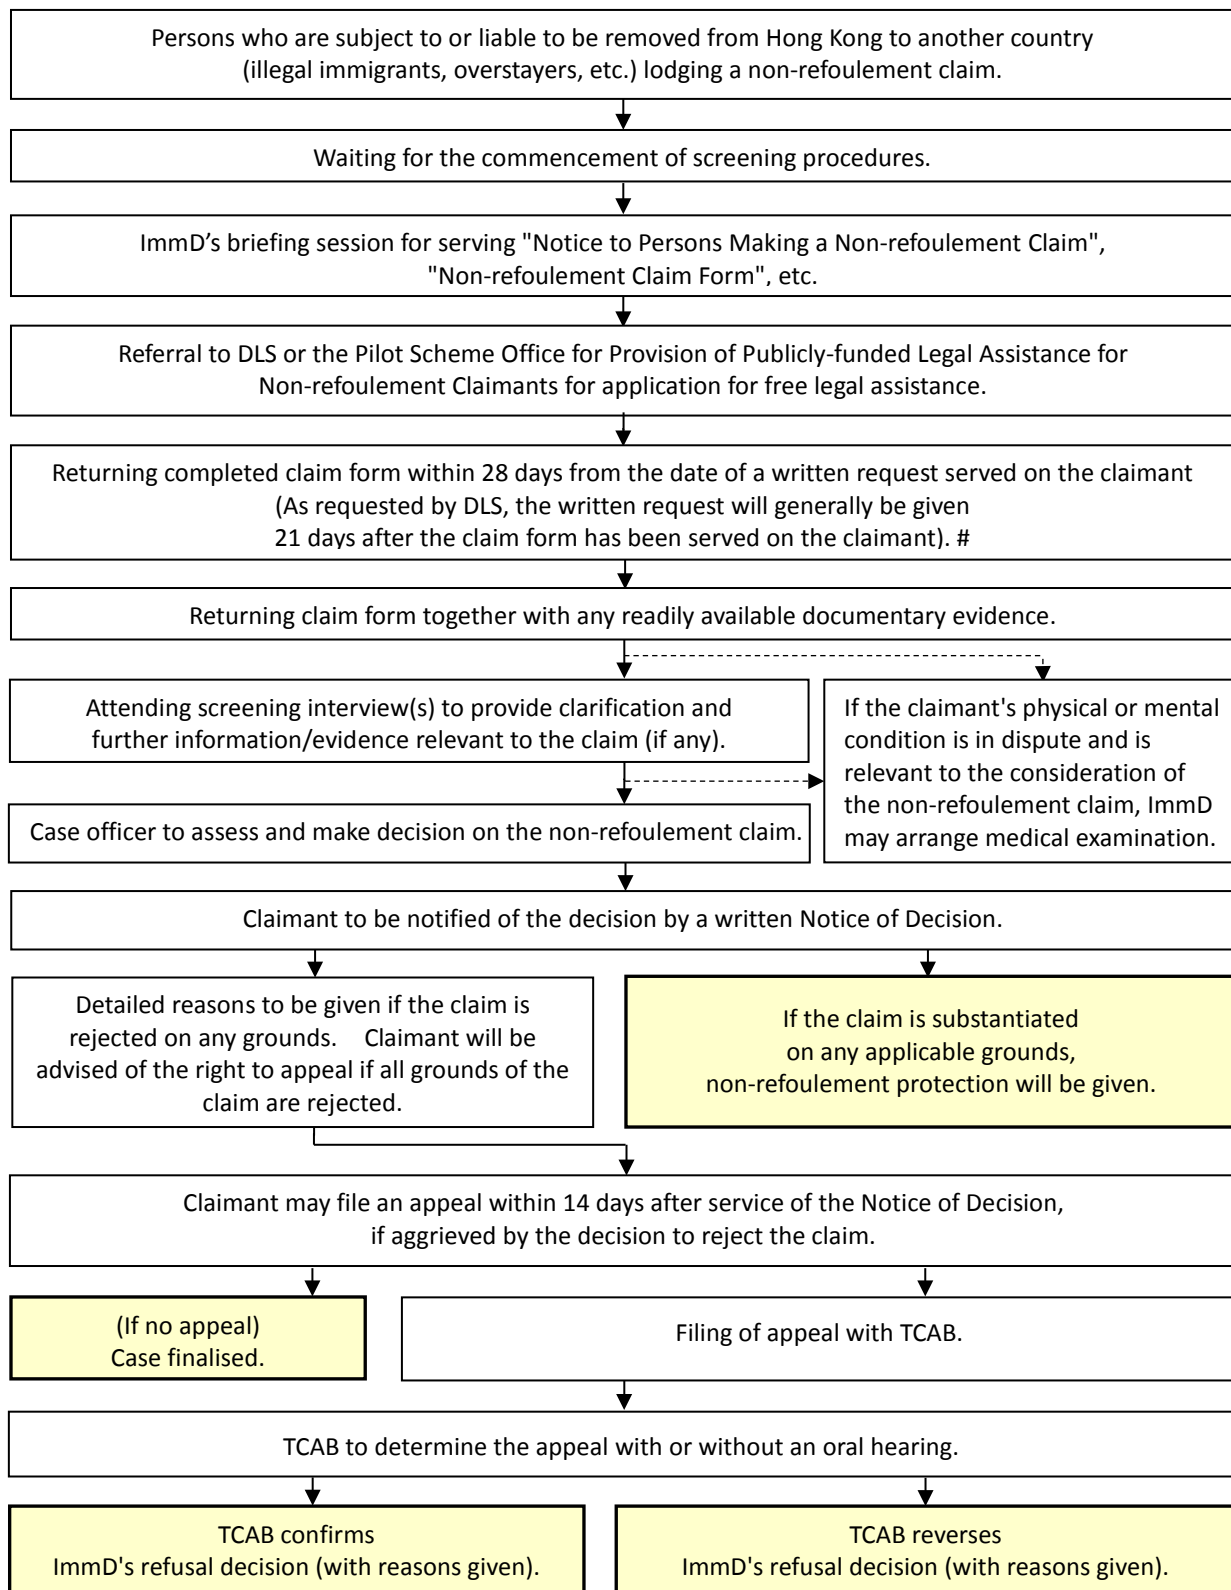 Persons who are subject to or liable to be removed from Hong Kong to another country
(illegal immigrants, overstayers, etc.) lodging a non-refoulement claim.
Waiting for the commencement of screening procedures.
ImmD’s briefing session for serving "Notice to Persons Making a Non-refoulement Claim",
"Non-refoulement Claim Form", etc.
Referral to DLS or the Pilot Scheme Office for Provision of Publicly-funded Legal Assistance for
Non-refoulement Claimants for application for free legal assistance.
Returning completed claim form within 28 days from the date of a written request served on the claimant
(As requested by DLS, the written request will generally be given
21 days after the claim form has been served on the claimant). #
Returning claim form together with any readily available documentary evidence.
Attending screening interview(s) to provide clarification and
further information/evidence relevant to the claim (if any).
If the claimant's physical or mental
condition is in dispute and is
relevant to the consideration of
the non-refoulement claim, ImmD
may arrange medical examination.
Case officer to assess and make decision on the non-refoulement claim.
Claimant to be notified of the decision by a written Notice of Decision.
Detailed reasons to be given if the claim is
rejected on any grounds. Claimant will be
advised of the right to appeal if all grounds of the
claim are rejected.
If the claim is substantiated
on any applicable grounds,
non-refoulement protection will be given.
Claimant may file an appeal within 14 days after service of the Notice of Decision,
if aggrieved by the decision to reject the claim.
(If no appeal)
Case finalised.
Filing of appeal with TCAB.
TCAB to determine the appeal with or without an oral hearing.
TCAB confirms
ImmD's refusal decision (with reasons given).
TCAB reverses
ImmD's refusal decision (with reasons given).